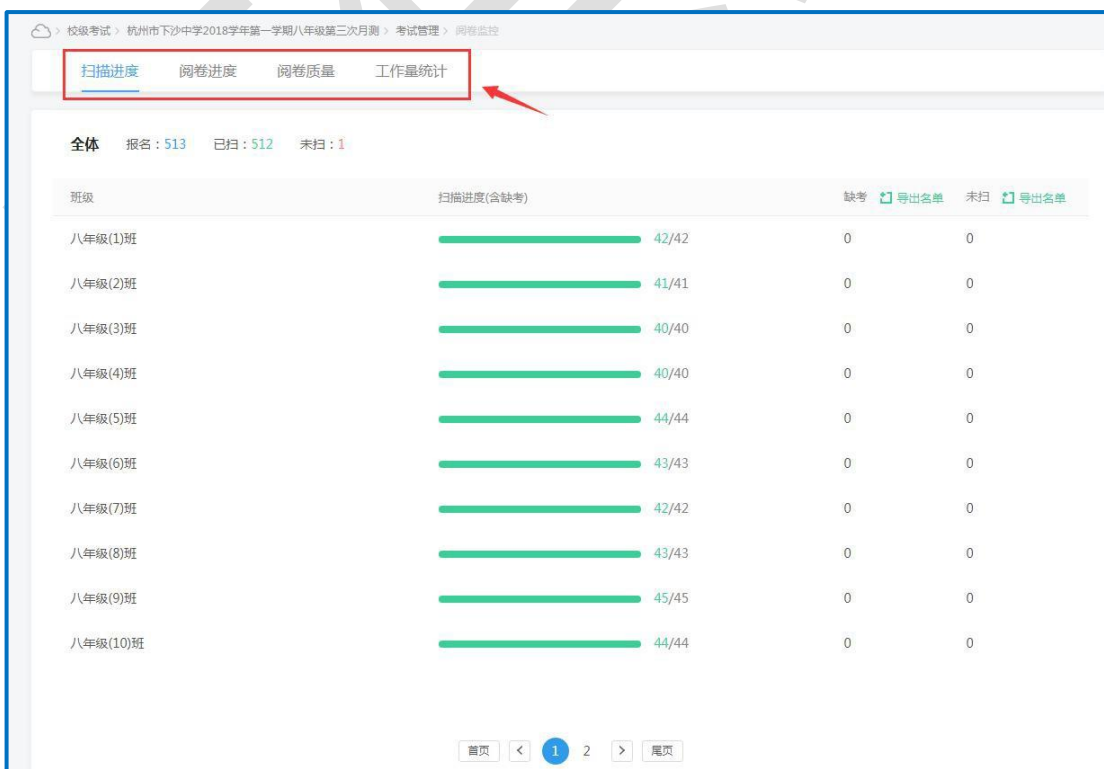 校级考试 > 杭州市下沙中学2018学年第一学期八年级第三次月测 > 考试管理 > 阅卷监控
扫描进度 阅卷进度 阅卷质量 工作量统计
全体 报名:513 已扫:512 未扫:1
班级 扫描进度(含缺考) 缺考 导出名单 未扫 导出名单
八年级(1)班 42/42 0 0
八年级(2)班 41/41 0 0
八年级(3)班 40/40 0 0
八年级(4)班 40/40 0 0
八年级(5)班 44/44 0 0
八年级(6)班 43/43 0 0
八年级(7)班 42/42 0 0
八年级(8)班 43/43 0 0
八年级(9)班 45/45 0 0
八年级(10)班 44/44 0 0
首页 < 1 2 > 尾页